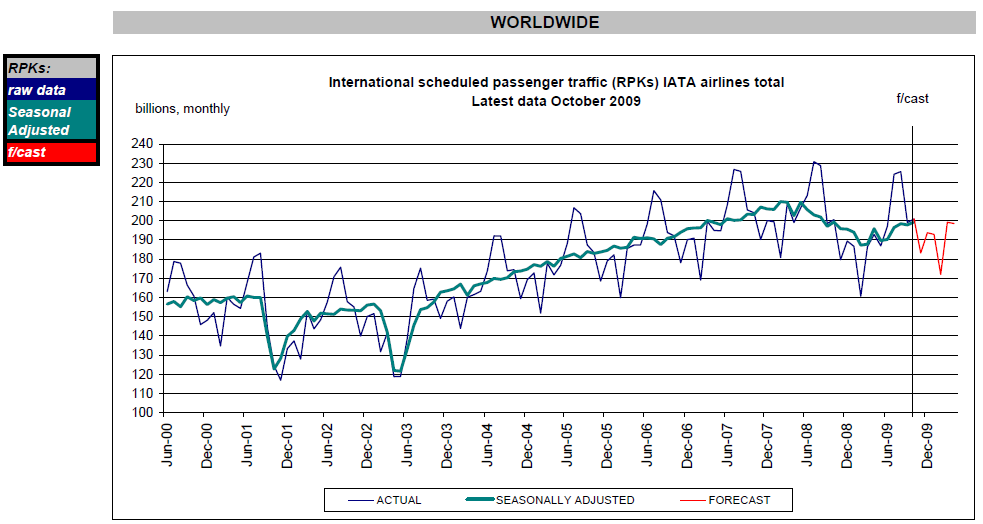 WORLDWIDE
RPKs:
raw data
Seasonal
Adjusted
f/cast
International scheduled passenger traffic (RPKs) IATA airlines total
Latest data October 2009
billions, monthly
f/cast
240
230
220
210
200
190
180
170
160
150
140
130
120
110
100
Jun-00
Dec-00
Jun-01
Dec-01
Jun-02
Dec-02
Jun-03
Dec-03
Jun-04
Dec-04
Jun-05
Dec-05
Jun-06
Dec-06
Jun-07
Dec-07
Jun-08
Dec-08
Jun-09
Dec-09
ACTUAL
SEASONALLY ADJUSTED
FORECAST